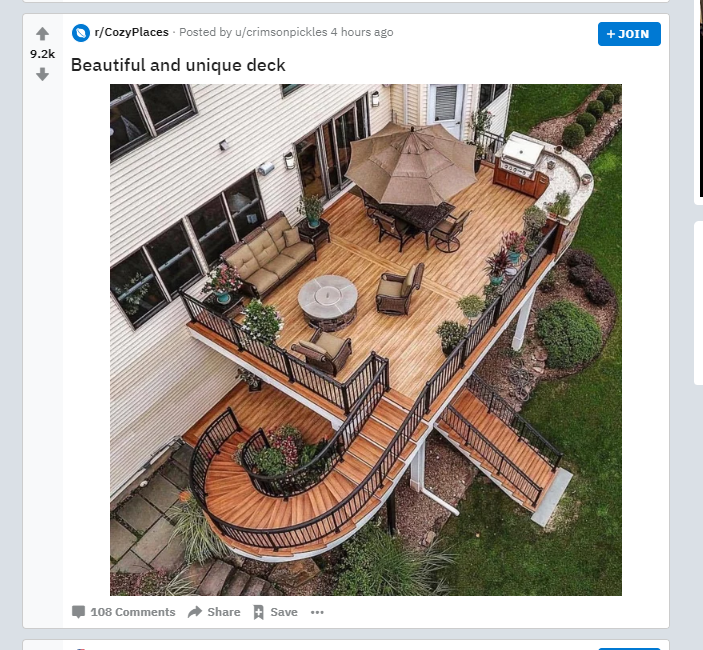 r/CozyPlaces · Posted by u/crimsonpickles 4 hours ago
+ JOIN
9.2k
Beautiful and unique deck
108 Comments Share Save ...